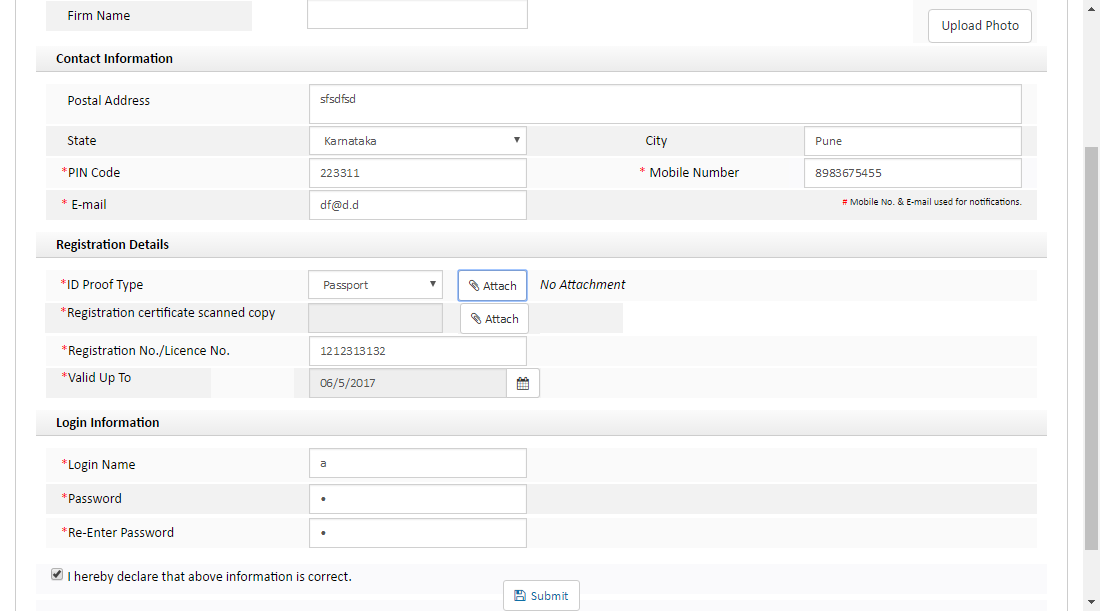 Firm Name
Upload Photo
Contact Information
Postal Address sfsdfsd
State Karnataka City Pune
*PIN Code 223311 * Mobile Number 8983675455
* E-mail df@d.d # Mobile No. & E-mail used for notifications.
Registration Details
*ID Proof Type Passport Attach No Attachment
*Registration certificate scanned copy Attach
*Registration No./Licence No. 1212313132
*Valid Up To 06/5/2017
Login Information
*Login Name a
*Password •
*Re-Enter Password •
I hereby declare that above information is correct.
Submit